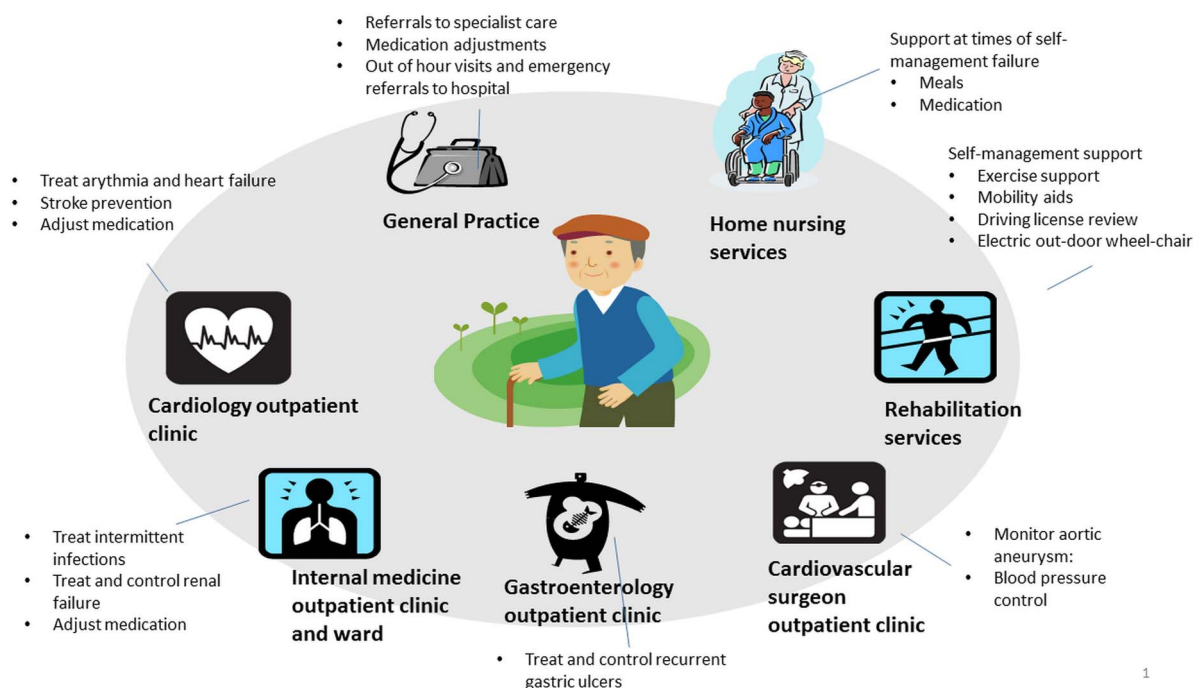 • Referrals to specialist care
• Medication adjustments
• Out of hour visits and emergency
referrals to hospital
Support at times of self-
management failure
• Meals
• Medication
Self-management support
• Exercise support
• Mobility aids
• Driving license review
• Electric out-door wheel-chair
• Treat arythmia and heart failure
• Stroke prevention
• Adjust medication
General Practice
Home nursing
services
Cardiology outpatient
clinic
Rehabilitation
services
• Treat intermittent
infections
• Treat and control renal
failure
• Adjust medication
Internal medicine
outpatient clinic
and ward
Gastroenterology
outpatient clinic
Cardiovascular
surgeon
outpatient clinic
• Monitor aortic
aneurysm:
• Blood pressure
control
• Treat and control recurrent
gastric ulcers
1